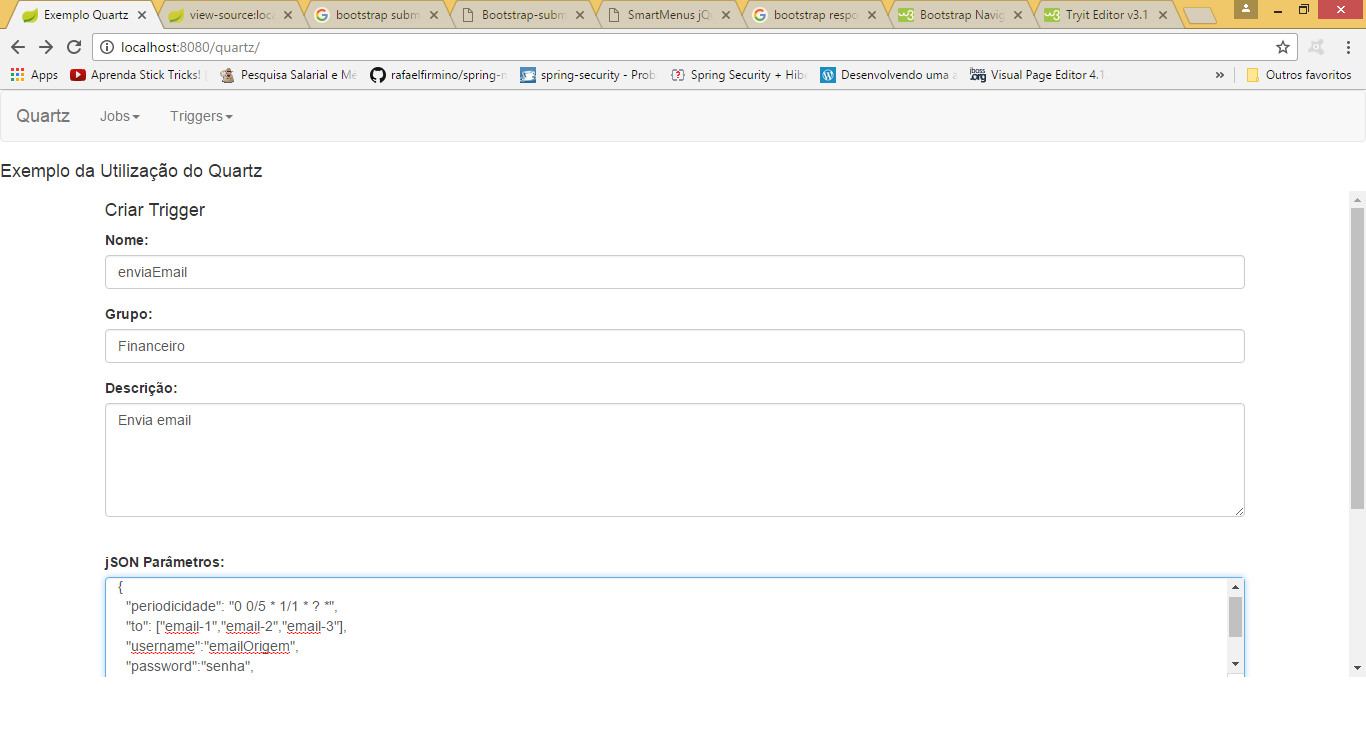 Exemplo Quartz
view-source:loca
bootstrap subm
Bootstrap-subm
SmartMenus jQ
bootstrap respo
Bootstrap Navig
Tryit Editor v3.1
localhost:8080/quartz/
Apps
Aprenda Stick Tricks!
Pesquisa Salarial e Mé
rafaelfirmino/spring-n
spring-security - Prob
Spring Security + Hibe
Desenvolvendo uma a
Visual Page Editor 4.1
»
Outros favoritos
Quartz
Jobs
Triggers
Exemplo da Utilização do Quartz
Criar Trigger
Nome:
enviaEmail
Grupo:
Financeiro
Descrição:
Envia email
jSON Parâmetros:
{
"periodicidade": "0 0/5 * 1/1 * ? *",
"to": ["email-1","email-2","email-3"],
"username":"emailOrigem",
"password":"senha",